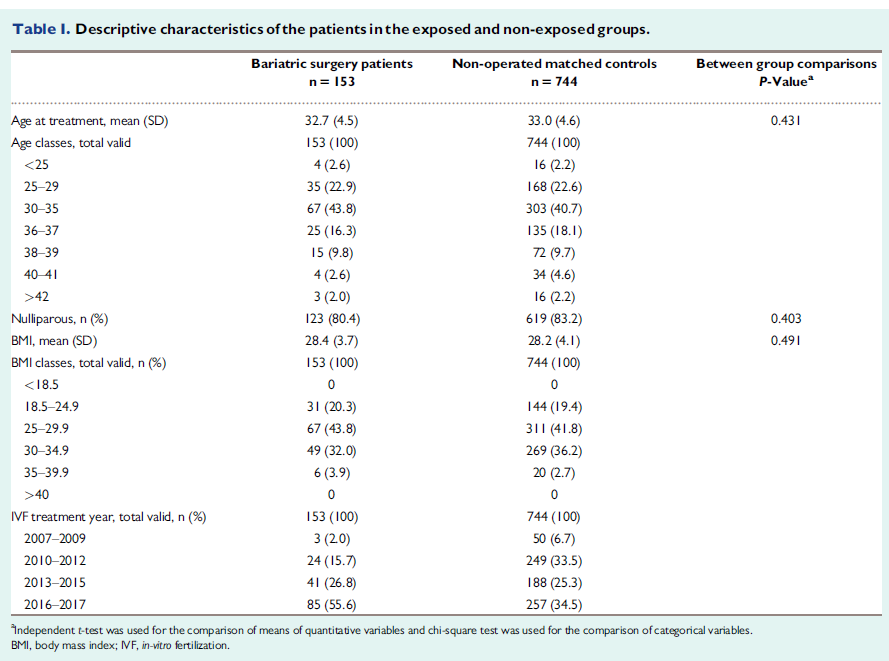 Table I. Descriptive characteristics of the patients in the exposed and non-exposed groups.
Bariatric surgery patients Non-operated matched controls Between group comparisons
n = 153 n = 744 P-Valueᵃ
Age at treatment, mean (SD) 32.7 (4.5) 33.0 (4.6) 0.431
Age classes, total valid 153 (100) 744 (100)
<25 4 (2.6) 16 (2.2)
25–29 35 (22.9) 168 (22.6)
30–35 67 (43.8) 303 (40.7)
36–37 25 (16.3) 135 (18.1)
38–39 15 (9.8) 72 (9.7)
40–41 4 (2.6) 34 (4.6)
>42 3 (2.0) 16 (2.2)
Nulliparous, n (%) 123 (80.4) 619 (83.2) 0.403
BMI, mean (SD) 28.4 (3.7) 28.2 (4.1) 0.491
BMI classes, total valid, n (%) 153 (100) 744 (100)
<18.5 0 0
18.5–24.9 31 (20.3) 144 (19.4)
25–29.9 67 (43.8) 311 (41.8)
30–34.9 49 (32.0) 269 (36.2)
35–39.9 6 (3.9) 20 (2.7)
>40 0 0
IVF treatment year, total valid, n (%) 153 (100) 744 (100)
2007–2009 3 (2.0) 50 (6.7)
2010–2012 24 (15.7) 249 (33.5)
2013–2015 41 (26.8) 188 (25.3)
2016–2017 85 (55.6) 257 (34.5)
ᵃIndependent t-test was used for the comparison of means of quantitative variables and chi-square test was used for the comparison of categorical variables.
BMI, body mass index; IVF, in-vitro fertilization.